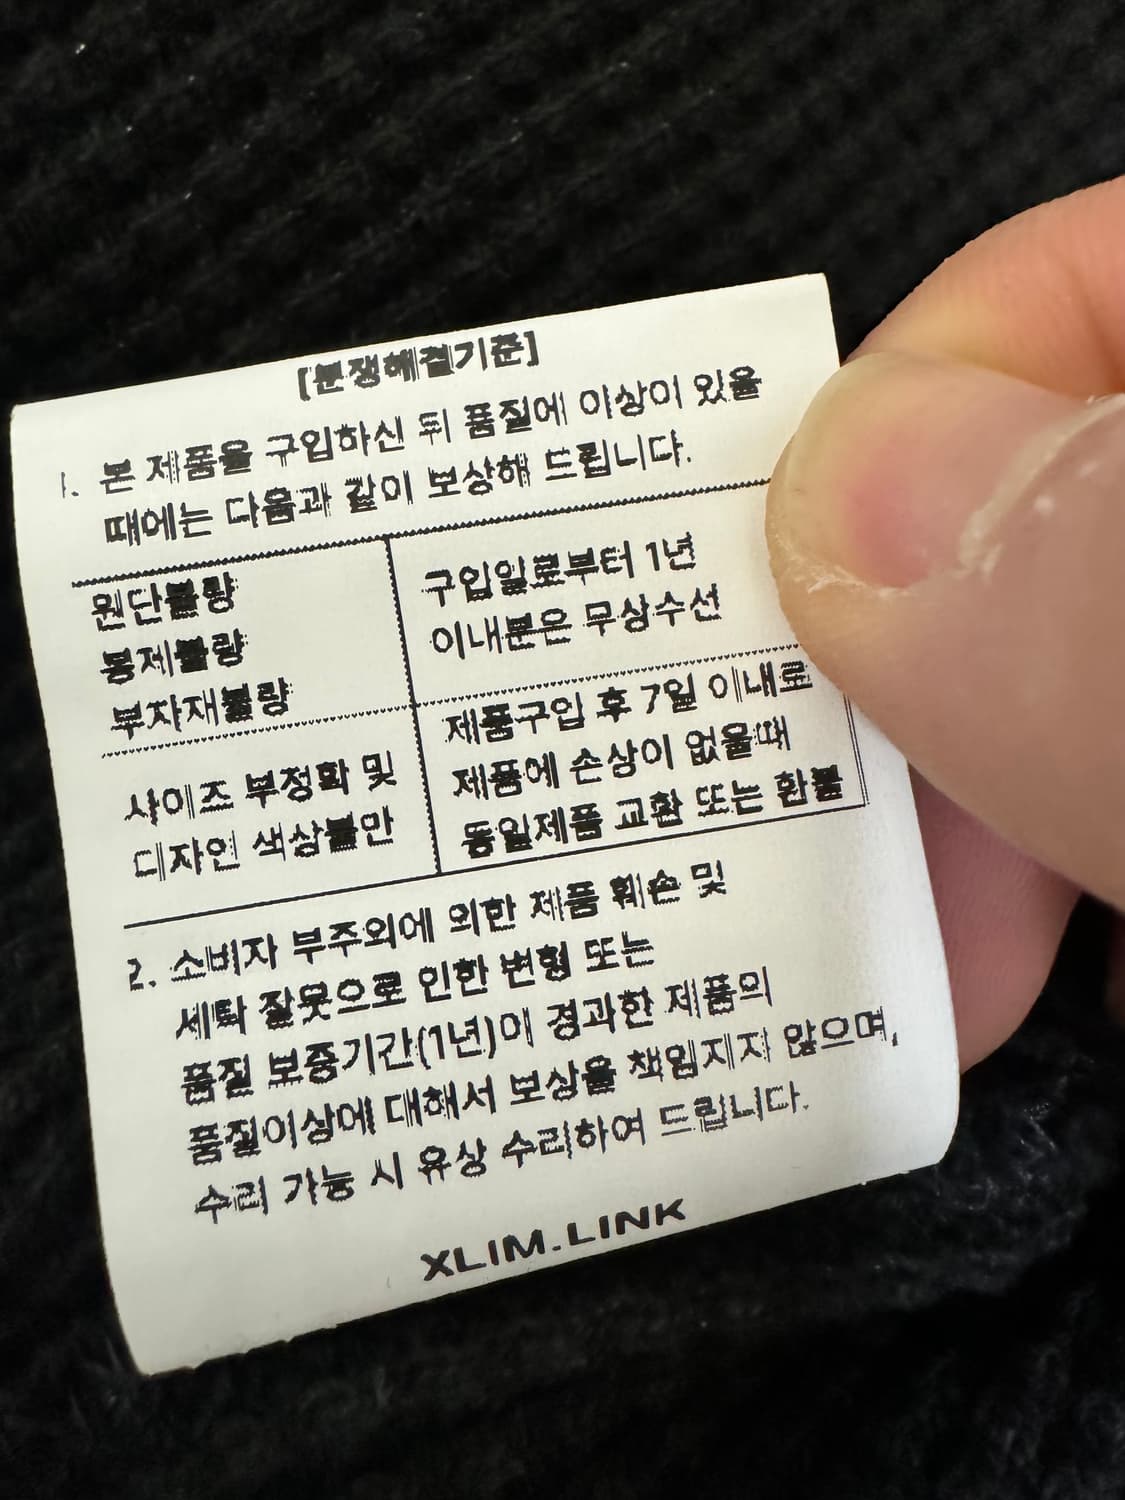 [분쟁해결기준]
1. 본 제품을 구입하신 뒤 품질에 이상이 있을
때에는 다음과 같이 보상해 드립니다.
원단불량
봉제불량
부자재불량
구입일로부터 1년
이내분은 무상수선
사이즈 부정확 및
디자인 색상불만
제품구입 후 7일 이내로
제품에 손상이 없을때
동일제품 교환 또는 환불
2. 소비자 부주의에 의한 제품 훼손 및
세탁 잘못으로 인한 변형 또는
품질 보증기간(1년)이 경과한 제품의
품질이상에 대해서 보상을 책임지지 않으며,
수리 가능 시 유상 수리하여 드립니다.
XLIM.LINK